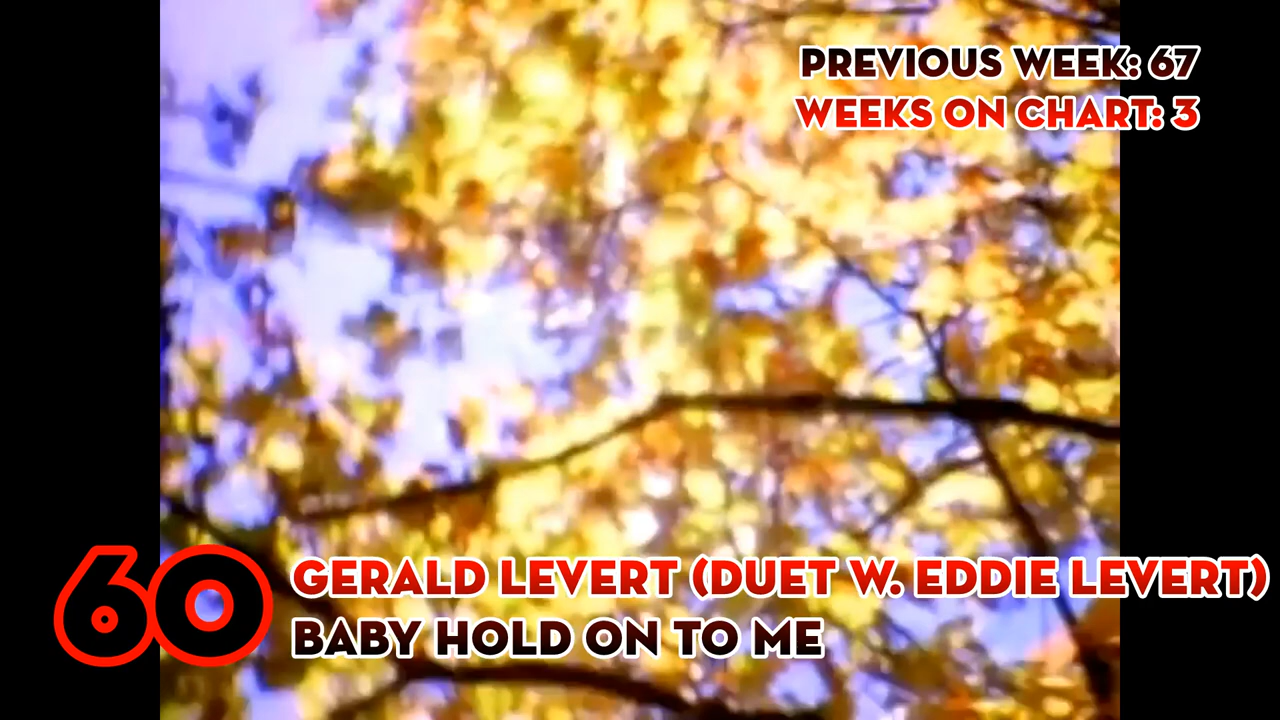 PREVIOUS WEEK: 67
WEEKS ON CHART: 3
60
GERALD LEVERT (DUET W. EDDIE LEVERT)
BABY HOLD ON TO ME